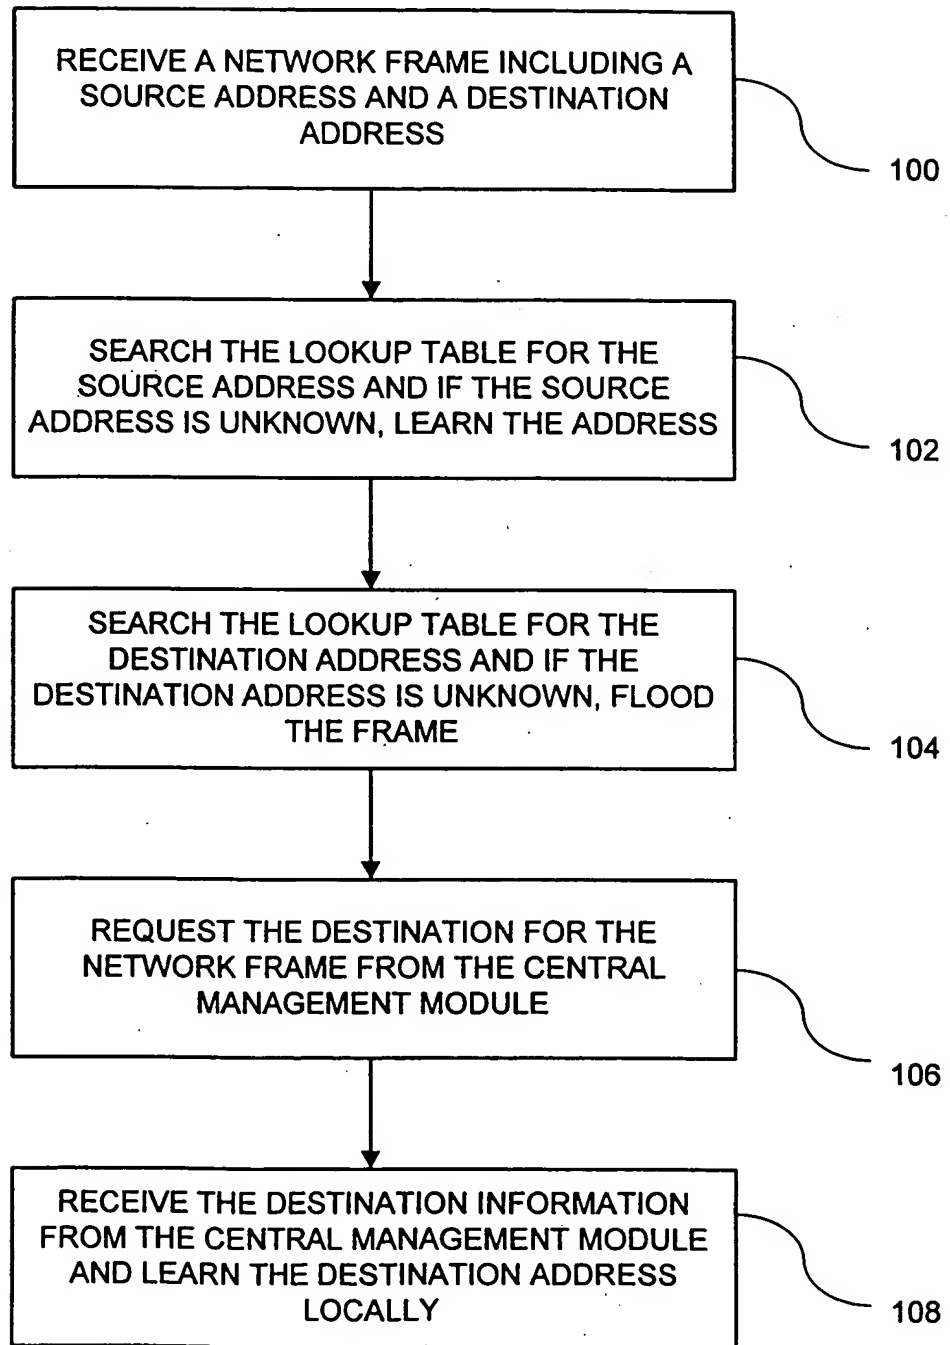 RECEIVE A NETWORK FRAME INCLUDING A
SOURCE ADDRESS AND A DESTINATION
ADDRESS
100
SEARCH THE LOOKUP TABLE FOR THE
SOURCE ADDRESS AND IF THE SOURCE
ADDRESS IS UNKNOWN, LEARN THE ADDRESS
102
SEARCH THE LOOKUP TABLE FOR THE
DESTINATION ADDRESS AND IF THE
DESTINATION ADDRESS IS UNKNOWN, FLOOD
THE FRAME
104
REQUEST THE DESTINATION FOR THE
NETWORK FRAME FROM THE CENTRAL
MANAGEMENT MODULE
106
RECEIVE THE DESTINATION INFORMATION
FROM THE CENTRAL MANAGEMENT MODULE
AND LEARN THE DESTINATION ADDRESS
LOCALLY
108